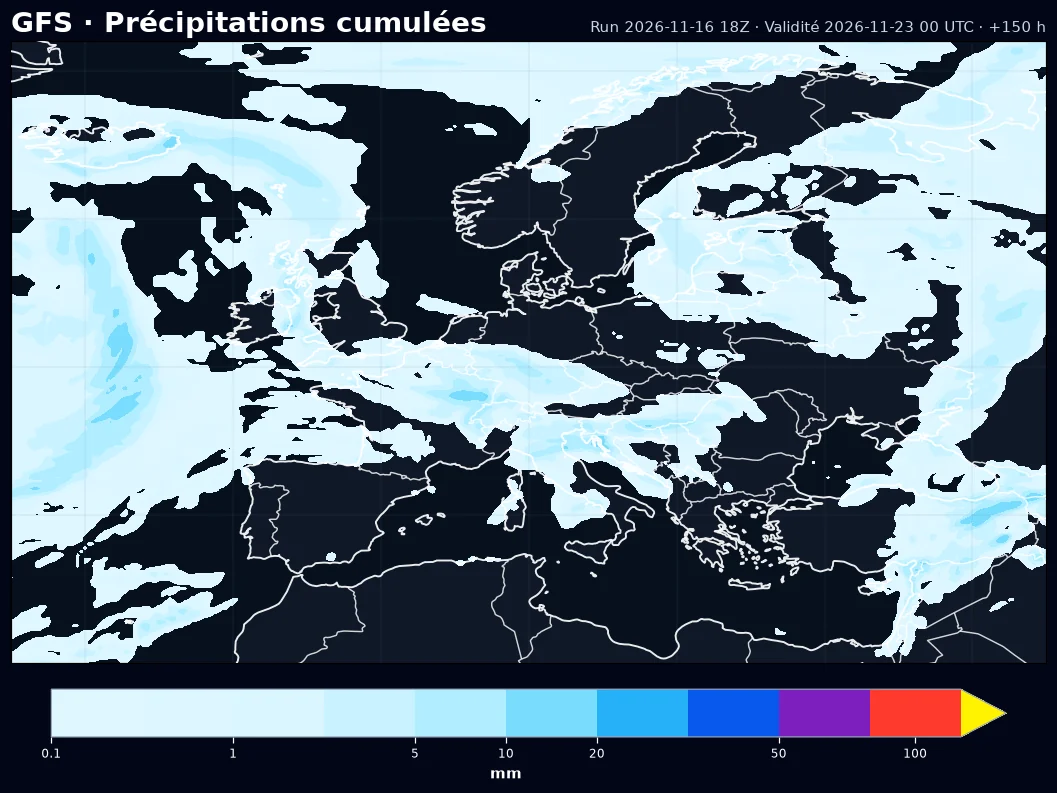 GFS · Précipitations cumulées
Run 2026-11-16 18Z · Validité 2026-11-23 00 UTC · +150 h
0.1 1 5 10 20 50 100
mm